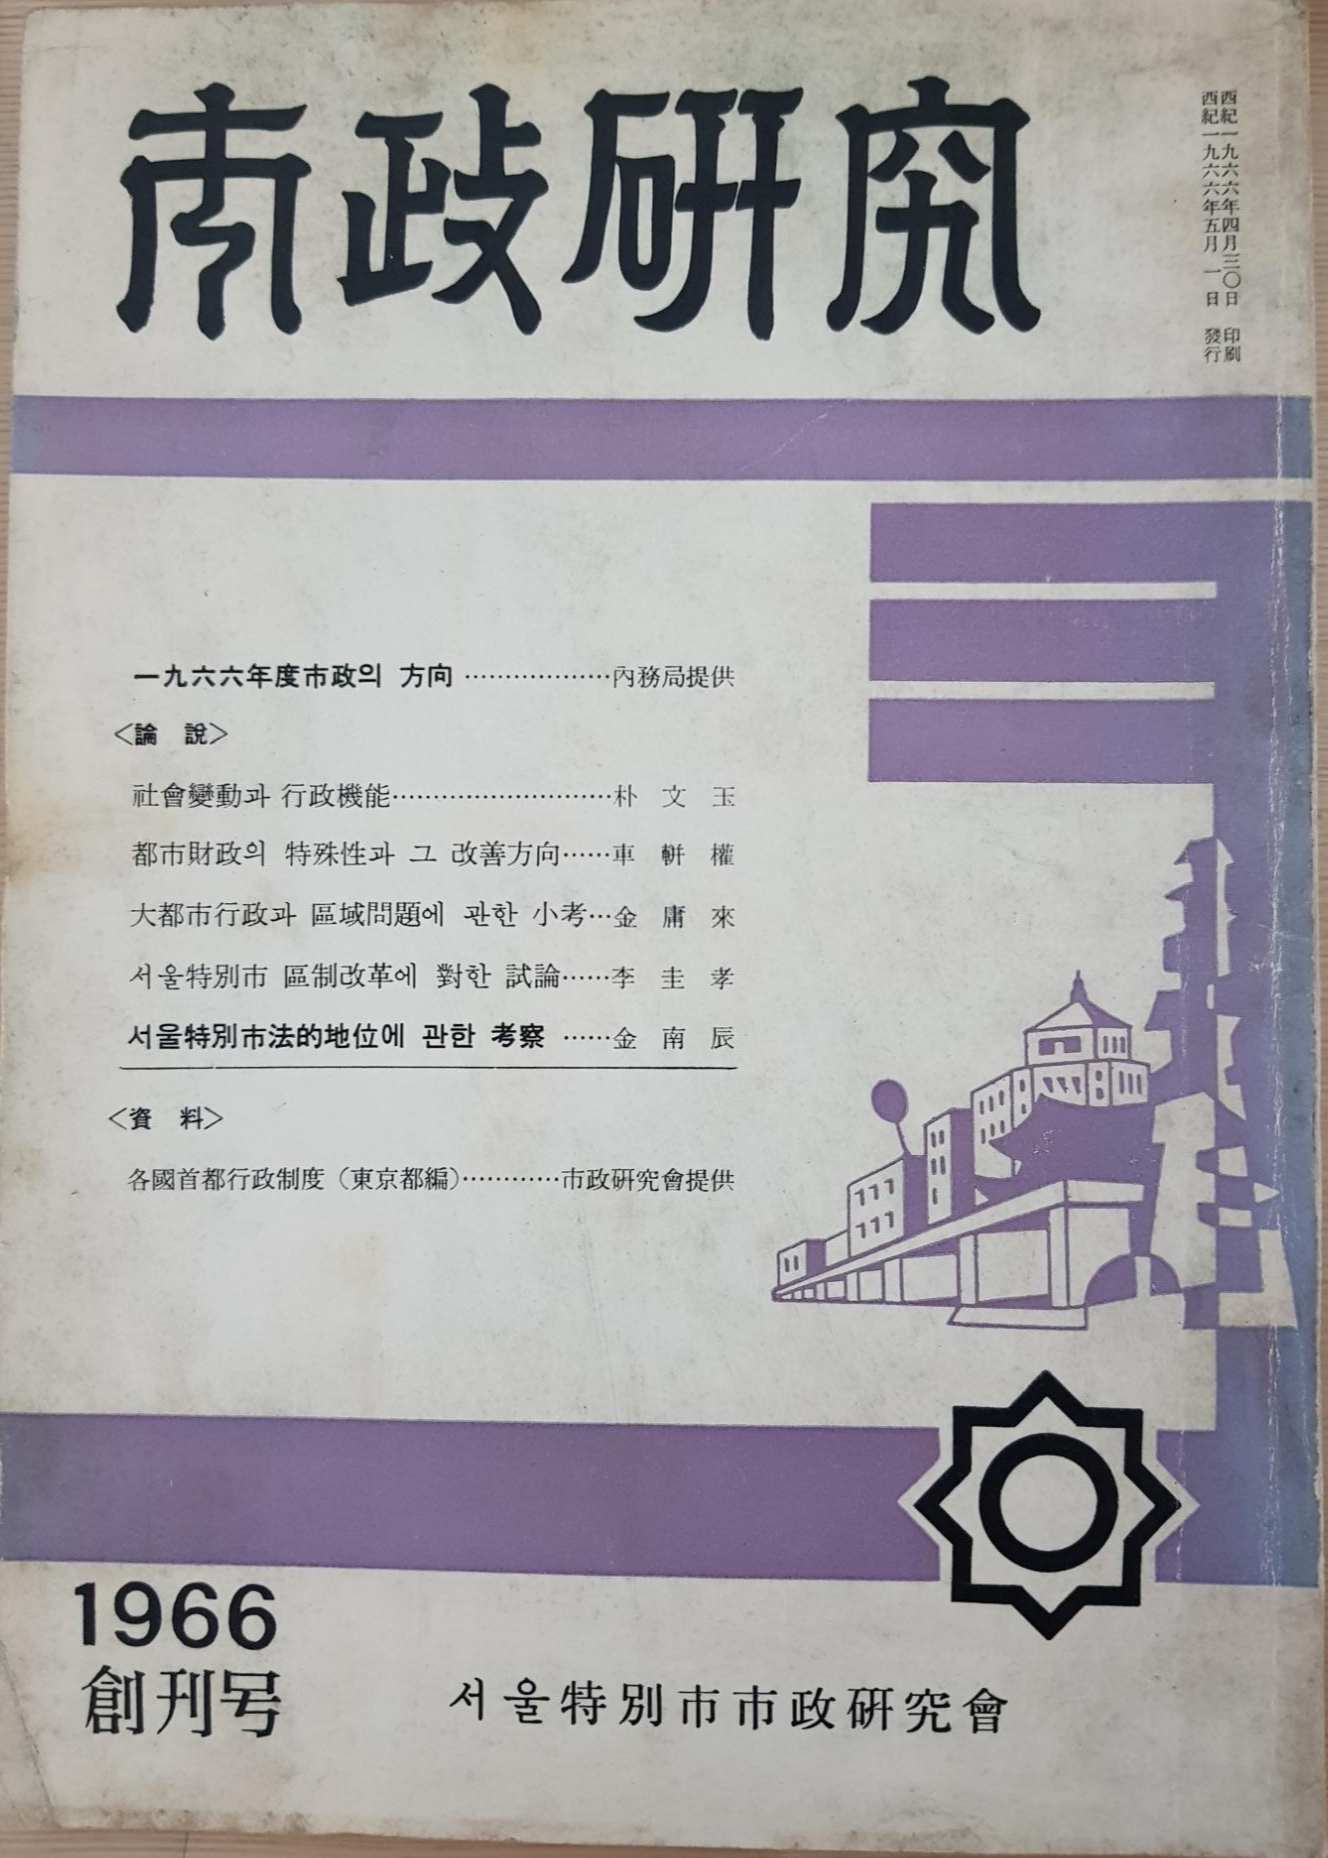 市政硏究
西紀一九六六年四月三〇日 印刷
西紀一九六六年五月一日 發行
一九六六年度市政의 方向 ………………內務局提供
<論 說>
社會變動과 行政機能………………………朴 文 玉
都市財政의 特殊性과 그 改善方向……車 軿 權
大都市行政과 區域問題에 관한 小考…金 庸 來
서울特別市 區制改革에 對한 試論……李 圭 孝
서울特別市法的地位에 관한 考察 ……金 南 辰
<資 料>
各國首都行政制度 (東京都編)…………市政硏究會提供
1966
創刊号
서울特別市市政硏究會